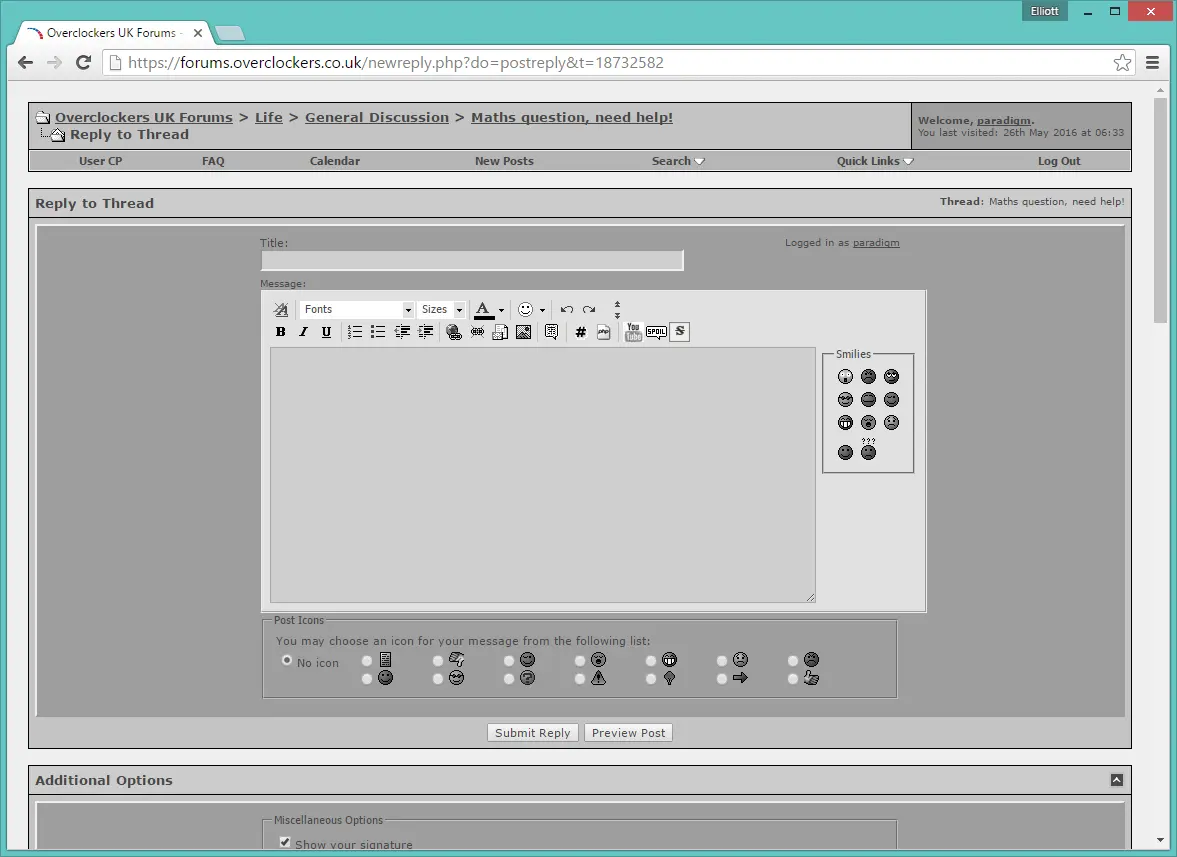 Elliott
Overclockers UK Forums -
https://forums.overclockers.co.uk/newreply.php?do=postreply&t=18732582
Overclockers UK Forums > Life > General Discussion > Maths question, need help!
Reply to Thread
Welcome, paradigm.
You last visited: 26th May 2016 at 06:33
User CP FAQ Calendar New Posts Search Quick Links Log Out
Reply to Thread
Thread: Maths question, need help!
Title:
Logged in as paradigm
Message:
Fonts Sizes A
B I U # php You Tube SPOIL S
Smilies
???
Post Icons
You may choose an icon for your message from the following list:
No icon
Submit Reply Preview Post
Additional Options
Miscellaneous Options
Show your signature